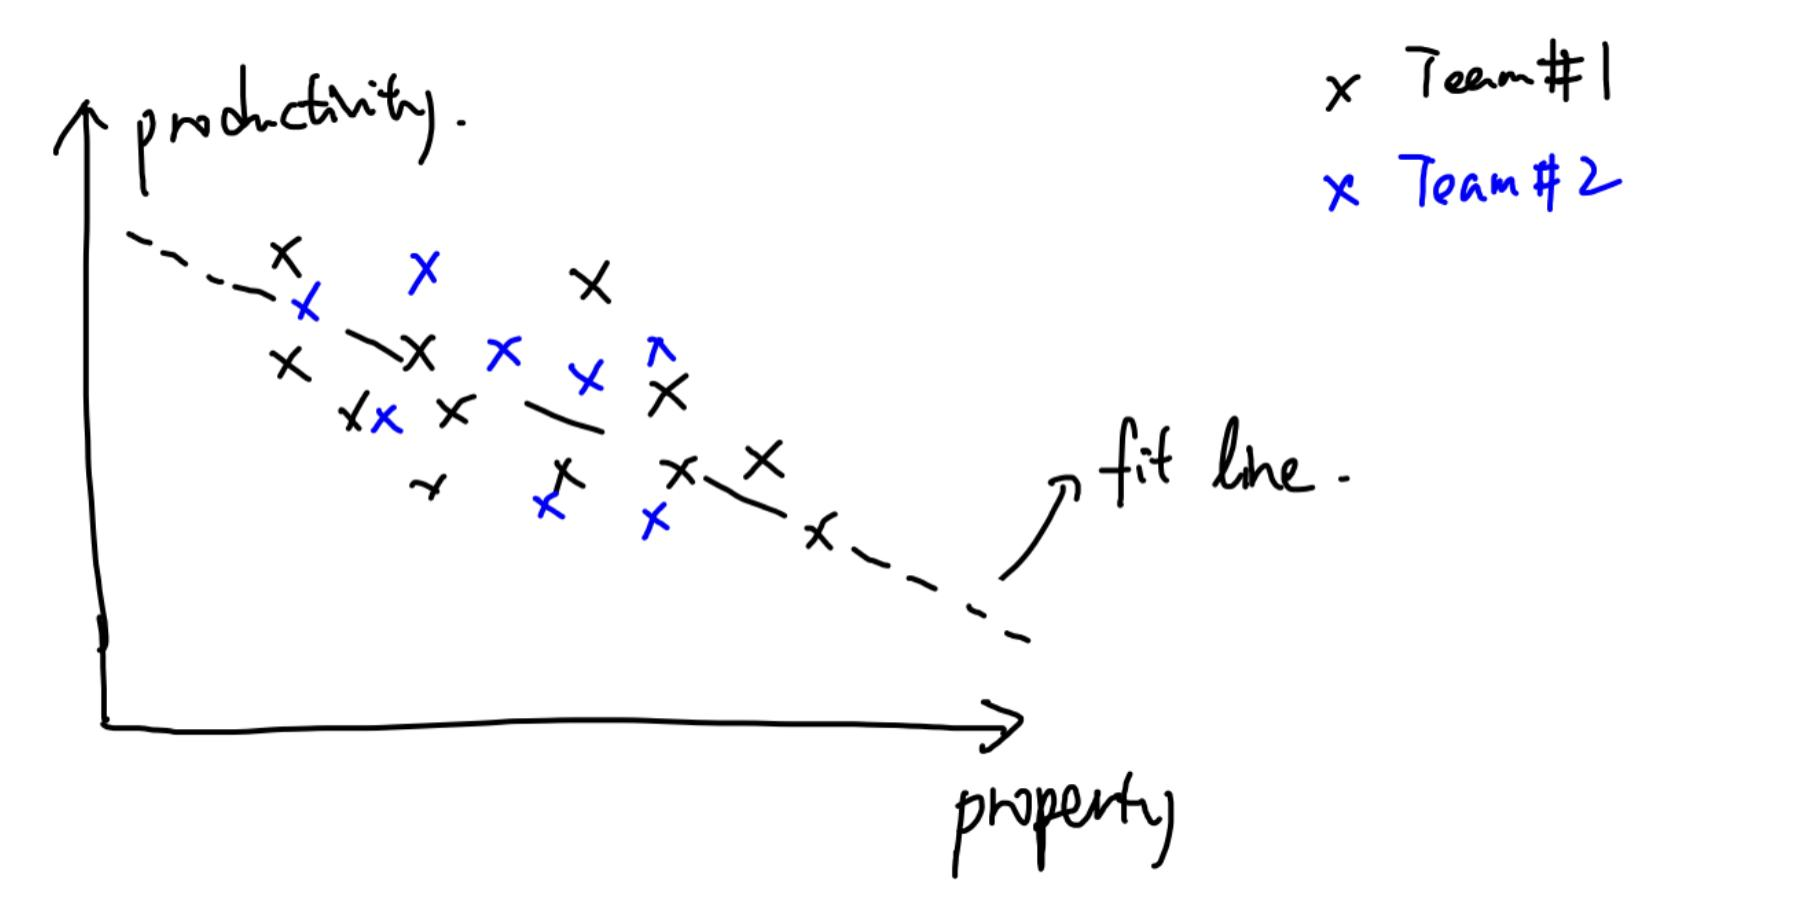 productivity.
x Team#1
x Team#2
fit line.
property